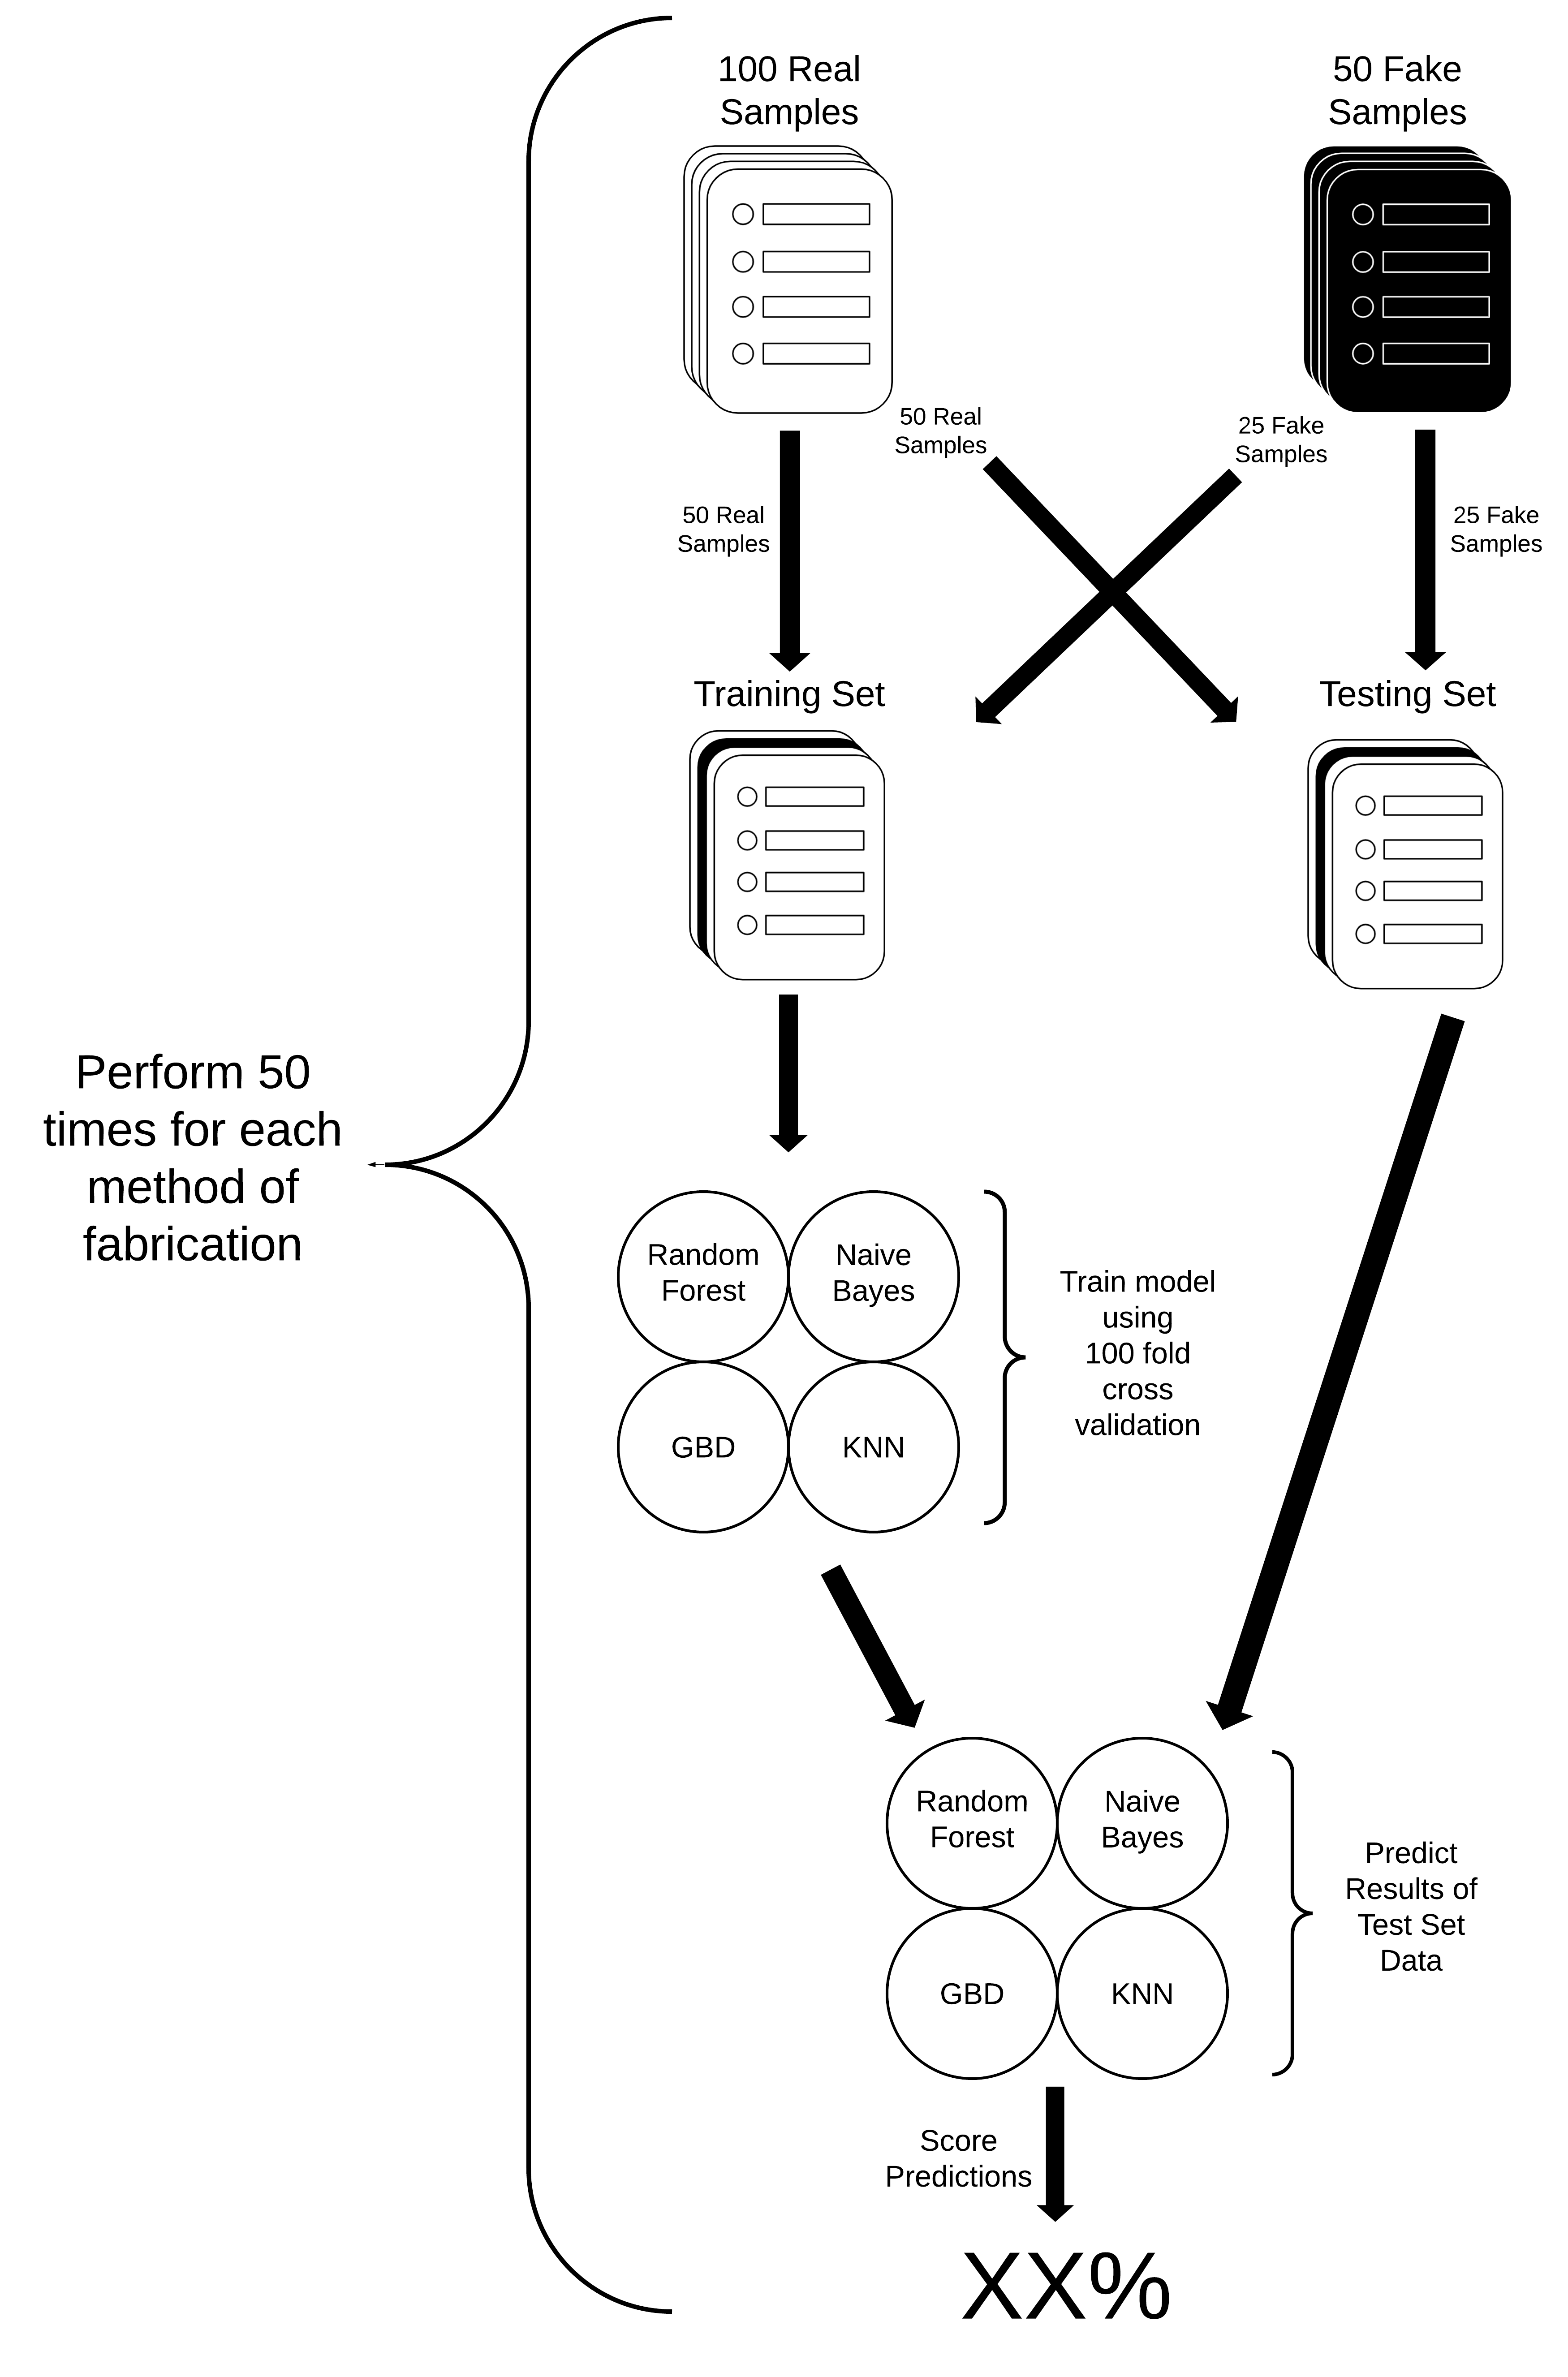 100 Real
Samples
50 Fake
Samples
50 Real
Samples
25 Fake
Samples
50 Real
Samples
25 Fake
Samples
Training Set
Testing Set
Perform 50
times for each
method of
fabrication
Random
Forest
Naive
Bayes
GBD
KNN
Train model
using
100 fold
cross
validation
Random
Forest
Naive
Bayes
GBD
KNN
Predict
Results of
Test Set
Data
Score
Predictions
XX%